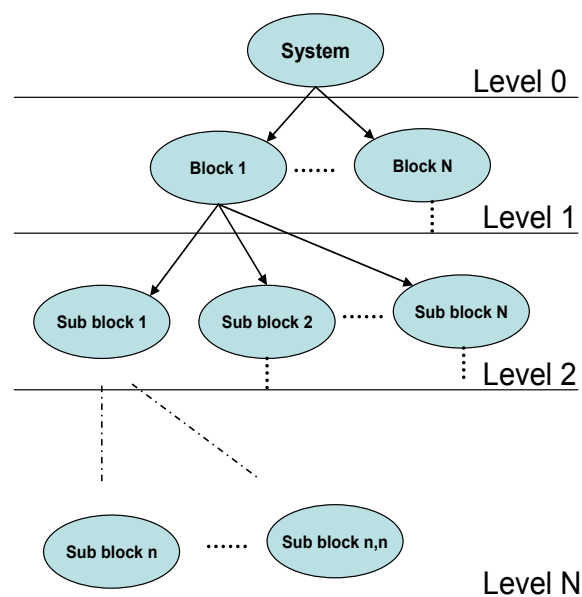 System
Level 0
Block 1
Block N
Level 1
Sub block 1
Sub block 2
Sub block N
Level 2
Sub block n
Sub block n,n
Level N